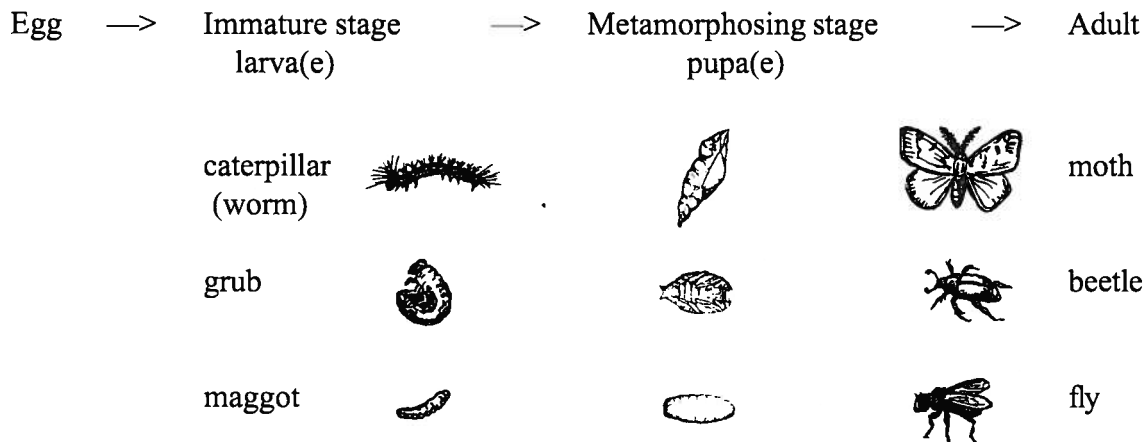 Egg —> Immature stage —> Metamorphosing stage —> Adult
larva(e) pupa(e)
caterpillar moth
(worm)
grub beetle
maggot fly